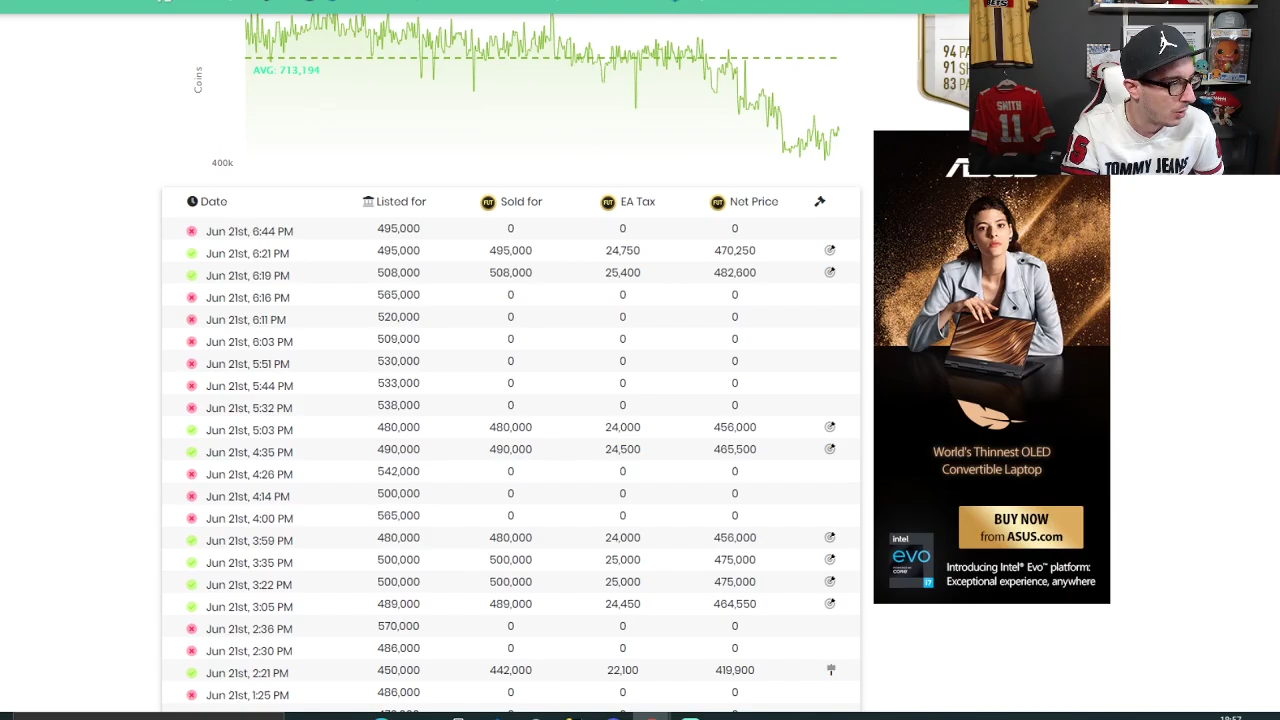 Coins
AVG: 713,194
400k
94 PA
91 SH
83 PA
SMITH
11
TOMMY JEANS
Date Listed for Sold for EA Tax Net Price
Jun 21st, 6:44 PM 495,000 0 0 0
Jun 21st, 6:21 PM 495,000 495,000 24,750 470,250
Jun 21st, 6:19 PM 508,000 508,000 25,400 482,600
Jun 21st, 6:16 PM 565,000 0 0 0
Jun 21st, 6:11 PM 520,000 0 0 0
Jun 21st, 6:03 PM 509,000 0 0 0
Jun 21st, 5:51 PM 530,000 0 0 0
Jun 21st, 5:44 PM 533,000 0 0 0
Jun 21st, 5:32 PM 538,000 0 0 0
Jun 21st, 5:03 PM 480,000 480,000 24,000 456,000
Jun 21st, 4:35 PM 490,000 490,000 24,500 465,500
Jun 21st, 4:26 PM 542,000 0 0 0
Jun 21st, 4:14 PM 500,000 0 0 0
Jun 21st, 4:00 PM 565,000 0 0 0
Jun 21st, 3:59 PM 480,000 480,000 24,000 456,000
Jun 21st, 3:35 PM 500,000 500,000 25,000 475,000
Jun 21st, 3:22 PM 500,000 500,000 25,000 475,000
Jun 21st, 3:05 PM 489,000 489,000 24,450 464,550
Jun 21st, 2:36 PM 570,000 0 0 0
Jun 21st, 2:30 PM 486,000 0 0 0
Jun 21st, 2:21 PM 450,000 442,000 22,100 419,900
Jun 21st, 1:25 PM 486,000 0 0 0
World's Thinnest OLED
Convertible Laptop
BUY NOW
from ASUS.com
intel
evo
i7
Introducing Intel® Evo™ platform:
Exceptional experience, anywhere